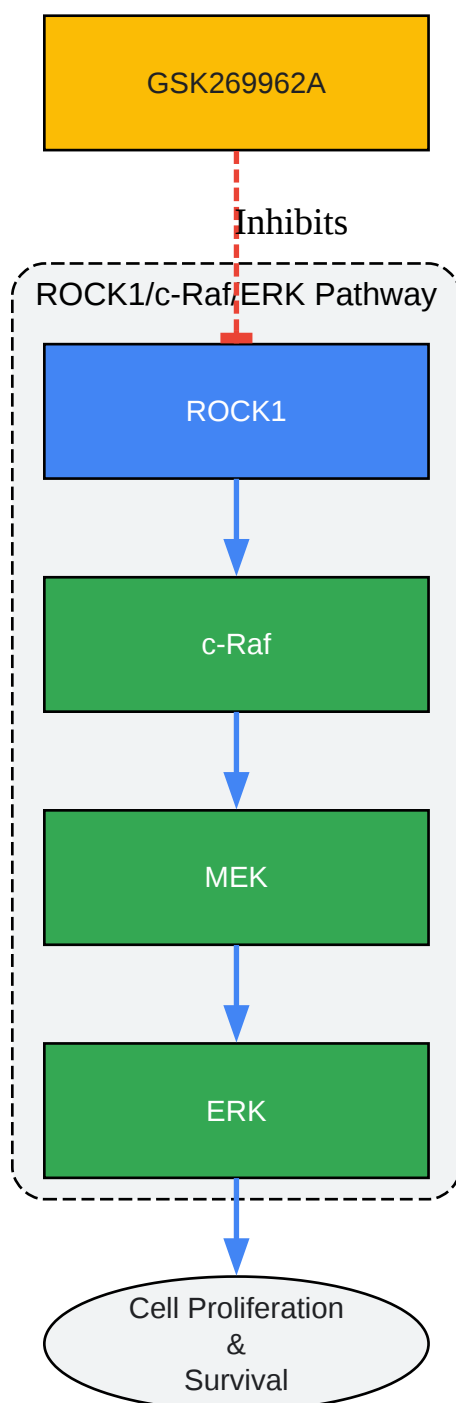 GSK269962A
Inhibits
ROCK1/c-Raf/ERK Pathway
ROCK1
c-Raf
MEK
ERK
Cell Proliferation
&
Survival